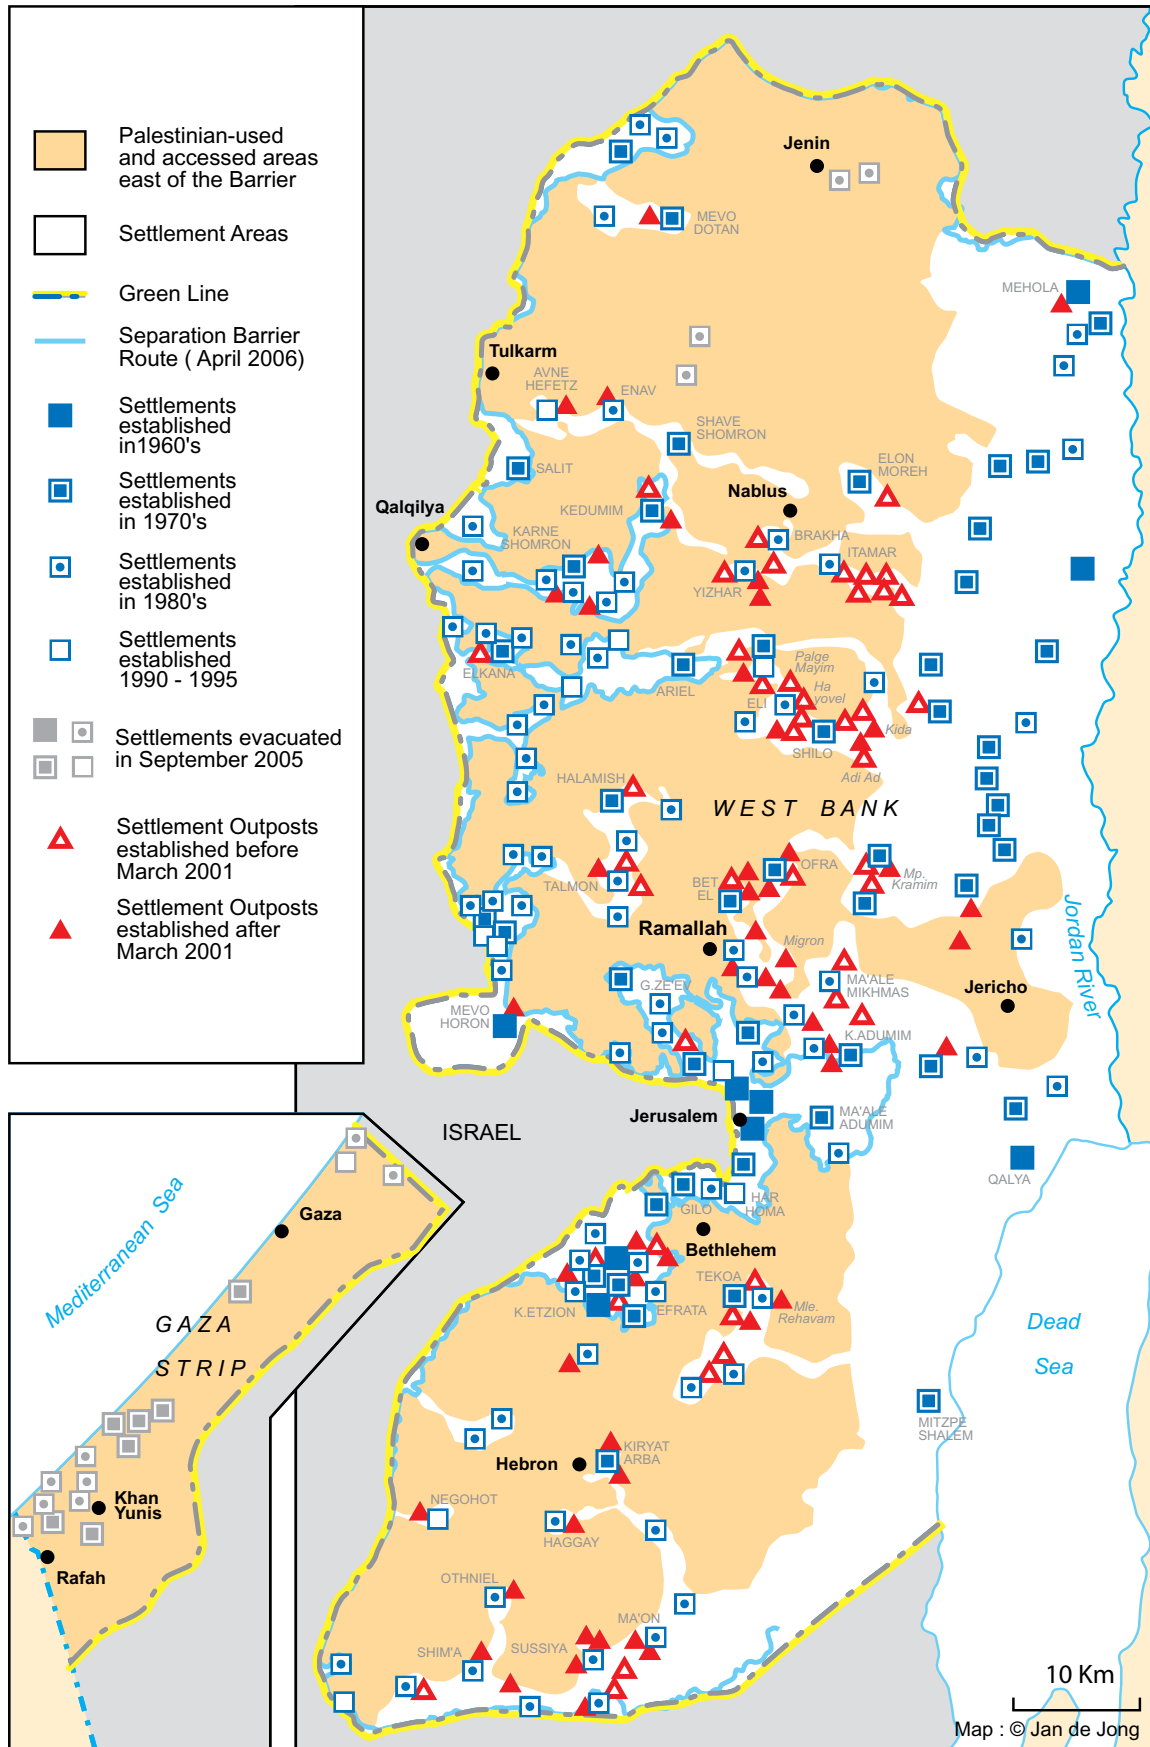 Palestinian-used
and accessed areas
east of the Barrier
Settlement Areas
Green Line
Separation Barrier
Route ( April 2006)
Settlements
established
in1960's
Settlements
established
in 1970's
Settlements
established
in 1980's
Settlements
established
1990 - 1995
Settlements evacuated
in September 2005
Settlement Outposts
established before
March 2001
Settlement Outposts
established after
March 2001
Jenin
MEVO
DOTAN
MEHOLA
Tulkarm
AVNE
HEFETZ
ENAV
SHAVE
SHOMRON
SALIT
ELON
MOREH
Nablus
Qalqilya
KEDUMIM
KARNE
SHOMRON
BRAKHA
ITAMAR
YIZHAR
ELKANA
ARIEL
Palge
Mayim
Ha
yovel
ELI
SHILO
Kida
Adi Ad
HALAMISH
WEST BANK
TALMON
BET
EL
OFRA
Mp.
Kramim
Ramallah
Migron
G.ZE'EV
MA'ALE
MIKHMAS
Jericho
Jordan River
MEVO
HORON
K.ADUMIM
Jerusalem
MA'ALE
ADUMIM
ISRAEL
QALYA
HAR
HOMA
GILO
Bethlehem
TEKOA
Mle.
Rehavam
K.ETZION
EFRATA
Dead
Sea
MITZPE
SHALEM
KIRYAT
ARBA
Hebron
NEGOHOT
HAGGAY
OTHNIEL
MA'ON
SHIM'A
SUSSIYA
Mediterranean Sea
Gaza
GAZA
STRIP
Khan
Yunis
Rafah
10 Km
Map : © Jan de Jong